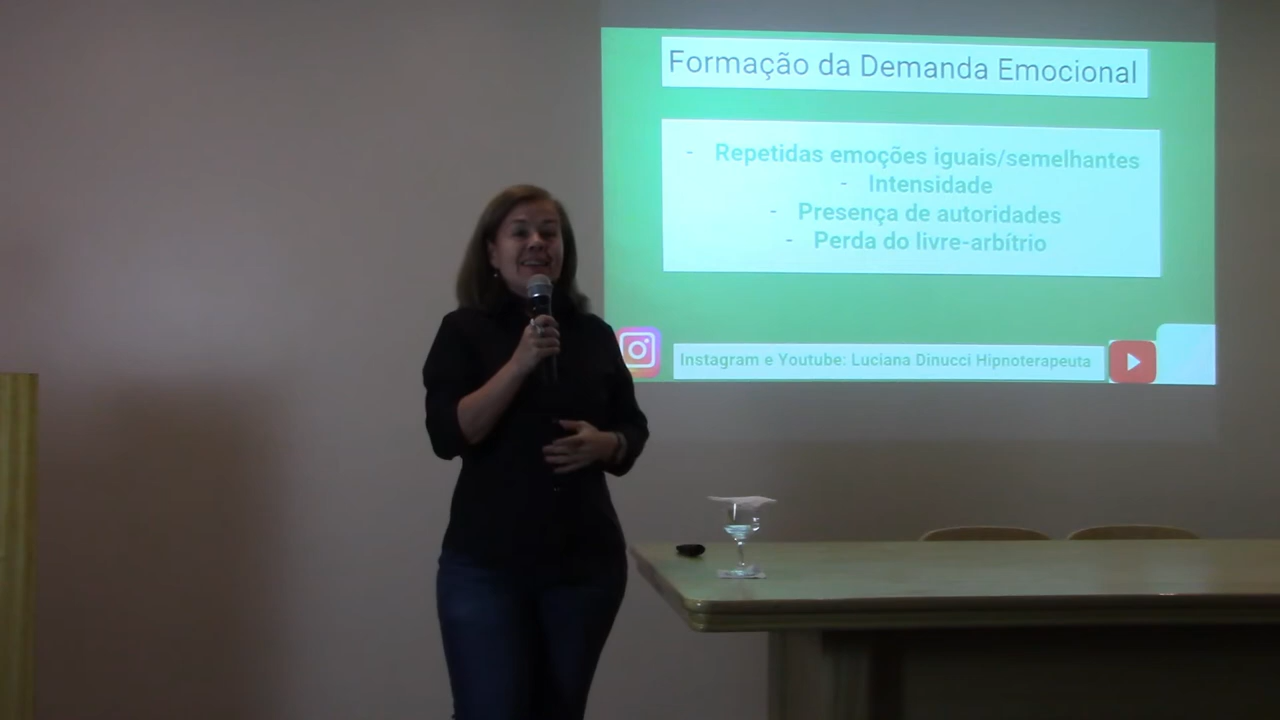 Formação da Demanda Emocional
- Repetidas emoções iguais/semelhantes
- Intensidade
- Presença de autoridades
- Perda do livre-arbítrio
Instagram e Youtube: Luciana Dinucci Hipnoterapeuta